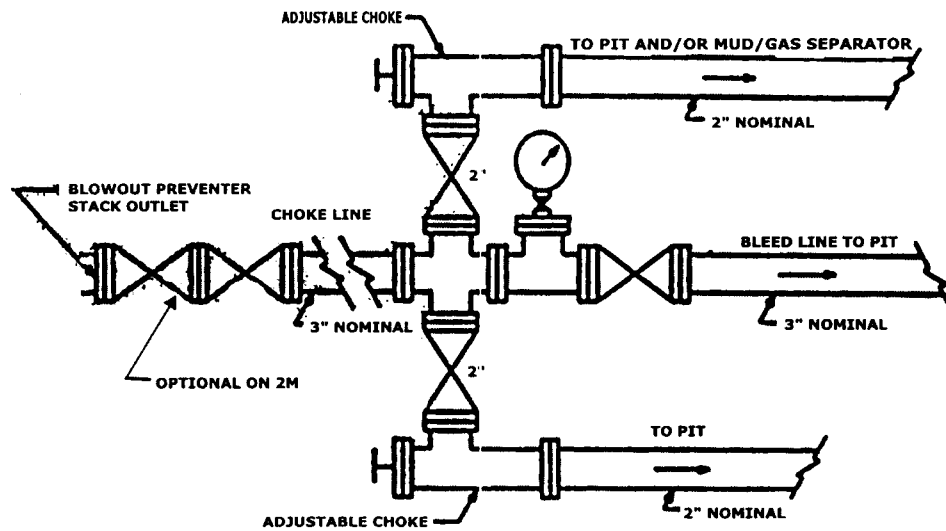 ADJUSTABLE CHOKE
TO PIT AND/OR MUD/GAS SEPARATOR
2" NOMINAL
2'
BLOWOUT PREVENTER
STACK OUTLET
CHOKE LINE
BLEED LINE TO PIT
3" NOMINAL
3" NOMINAL
OPTIONAL ON 2M
2"
TO PIT
2" NOMINAL
ADJUSTABLE CHOKE